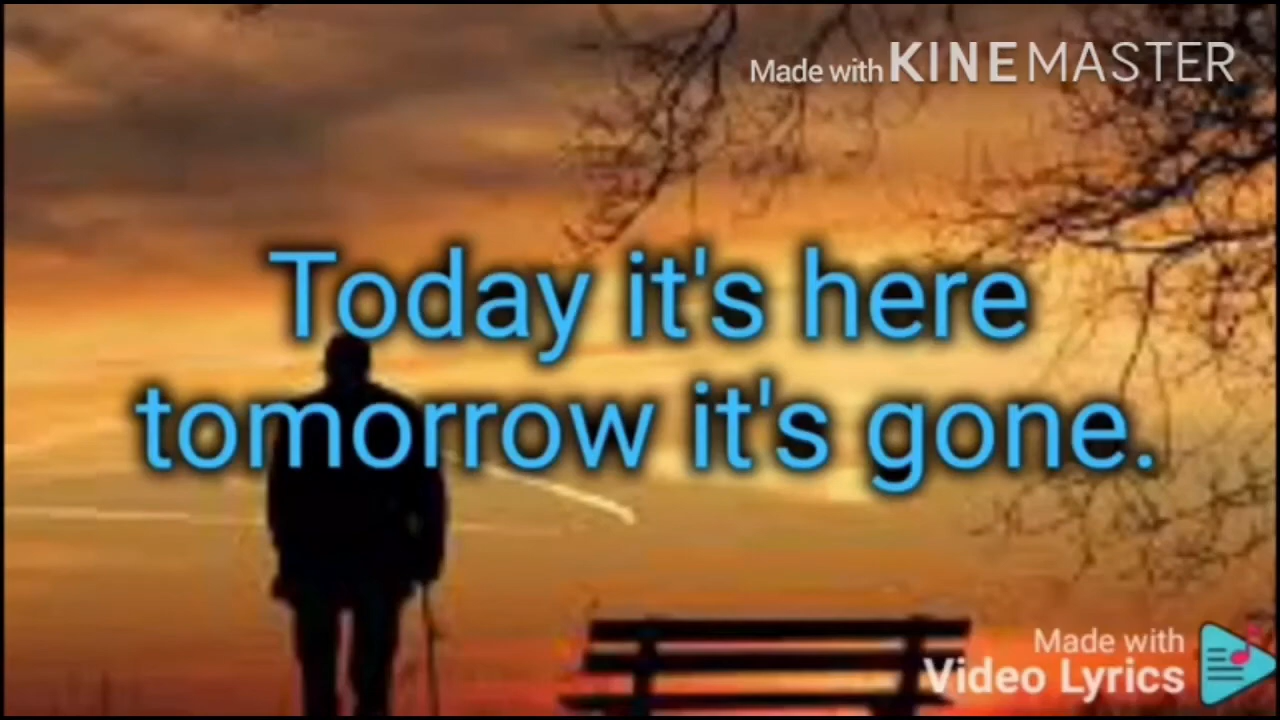 Made with KINEMASTER
Today it's here
tomorrow it's gone.
Made with
Video Lyrics